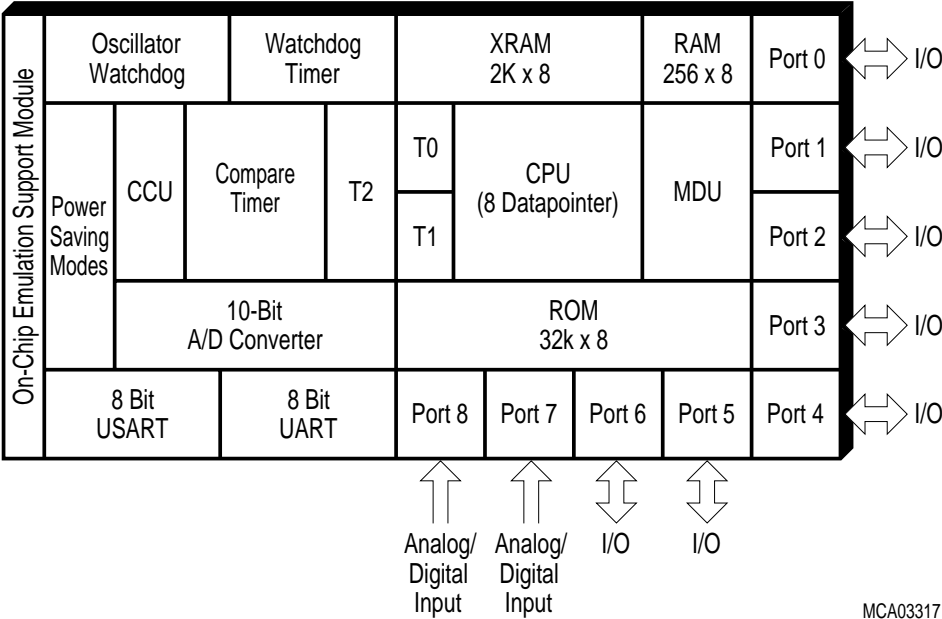 On-Chip Emulation Support Module
Oscillator
Watchdog
Watchdog
Timer
XRAM
2K x 8
RAM
256 x 8
Port 0
I/O
Power
Saving
Modes
CCU
Compare
Timer
T2
T0
T1
CPU
(8 Datapointer)
MDU
Port 1
I/O
Port 2
I/O
10-Bit
A/D Converter
ROM
32k x 8
Port 3
I/O
8 Bit
USART
8 Bit
UART
Port 8
Port 7
Port 6
Port 5
Port 4
I/O
Analog/
Digital
Input
Analog/
Digital
Input
I/O
I/O
MCA03317